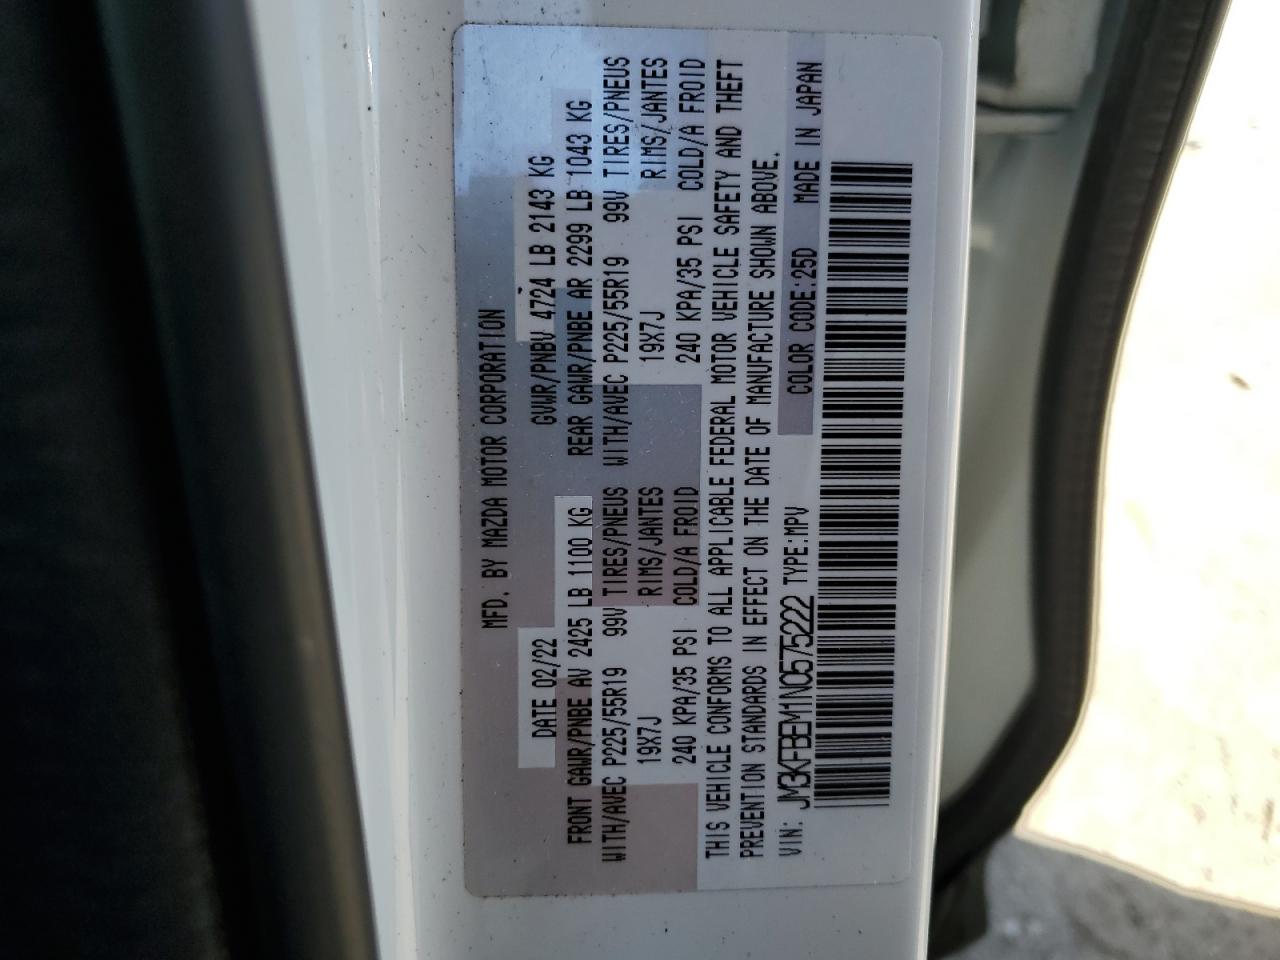 MFD. BY MAZDA MOTOR CORPORATION
DATE 02/22 GVWR/PNBV 4724 LB 2143 KG
FRONT GAWR/PNBE AV 2425 LB 1100 KG REAR GAWR/PNBE AR 2299 LB 1043 KG
WITH/AVEC P225/55R19 99V TIRES/PNEUS WITH/AVEC P225/55R19 99V TIRES/PNEUS
19X7J RIMS/JANTES 19X7J RIMS/JANTES
240 KPA/35 PSI COLD/A FROID 240 KPA/35 PSI COLD/A FROID
THIS VEHICLE CONFORMS TO ALL APPLICABLE FEDERAL MOTOR VEHICLE SAFETY AND THEFT
PREVENTION STANDARDS IN EFFECT ON THE DATE OF MANUFACTURE SHOWN ABOVE.
VIN: JM3KFBEM1N0575222 TYPE:MPV COLOR CODE:25D MADE IN JAPAN